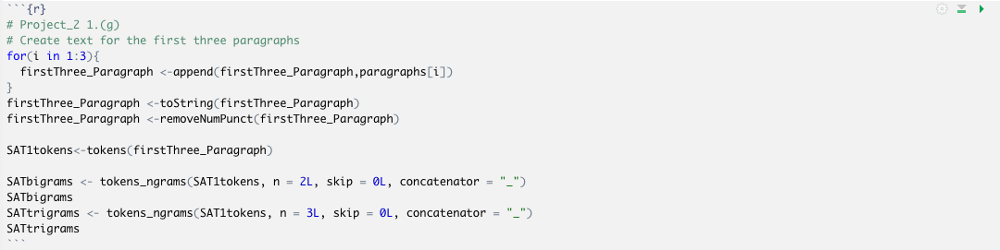 ```{r}
# Project_2 1.(g)
# Create text for the first three paragraphs
for(i in 1:3){
  firstThree_Paragraph <-append(firstThree_Paragraph,paragraphs[i])
}
firstThree_Paragraph <-toString(firstThree_Paragraph)
firstThree_Paragraph <-removeNumPunct(firstThree_Paragraph)

SAT1tokens<-tokens(firstThree_Paragraph)

SATbigrams <- tokens_ngrams(SAT1tokens, n = 2L, skip = 0L, concatenator = "_")
SATbigrams
SATtrigrams <- tokens_ngrams(SAT1tokens, n = 3L, skip = 0L, concatenator = "_")
SATtrigrams
```